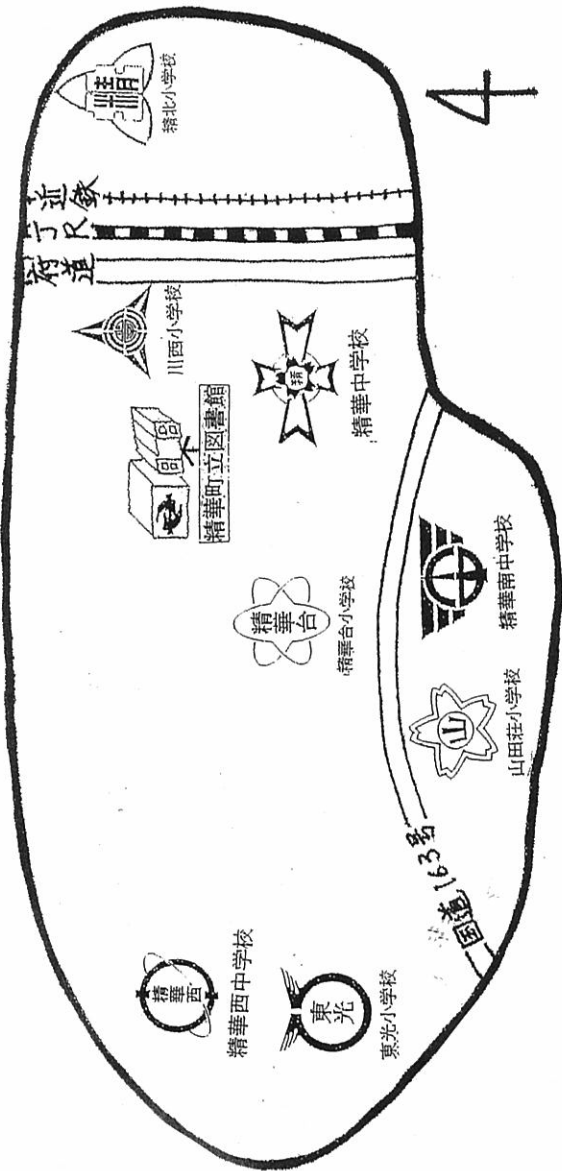 精北小学校
近鉄
JR
府道
川西小学校
精華町立図書館
精
精華中学校
精華台
精華台小学校
精華南中学校
山
山田荘小学校
国道163号
精華西
精華西中学校
東光
東光小学校
4